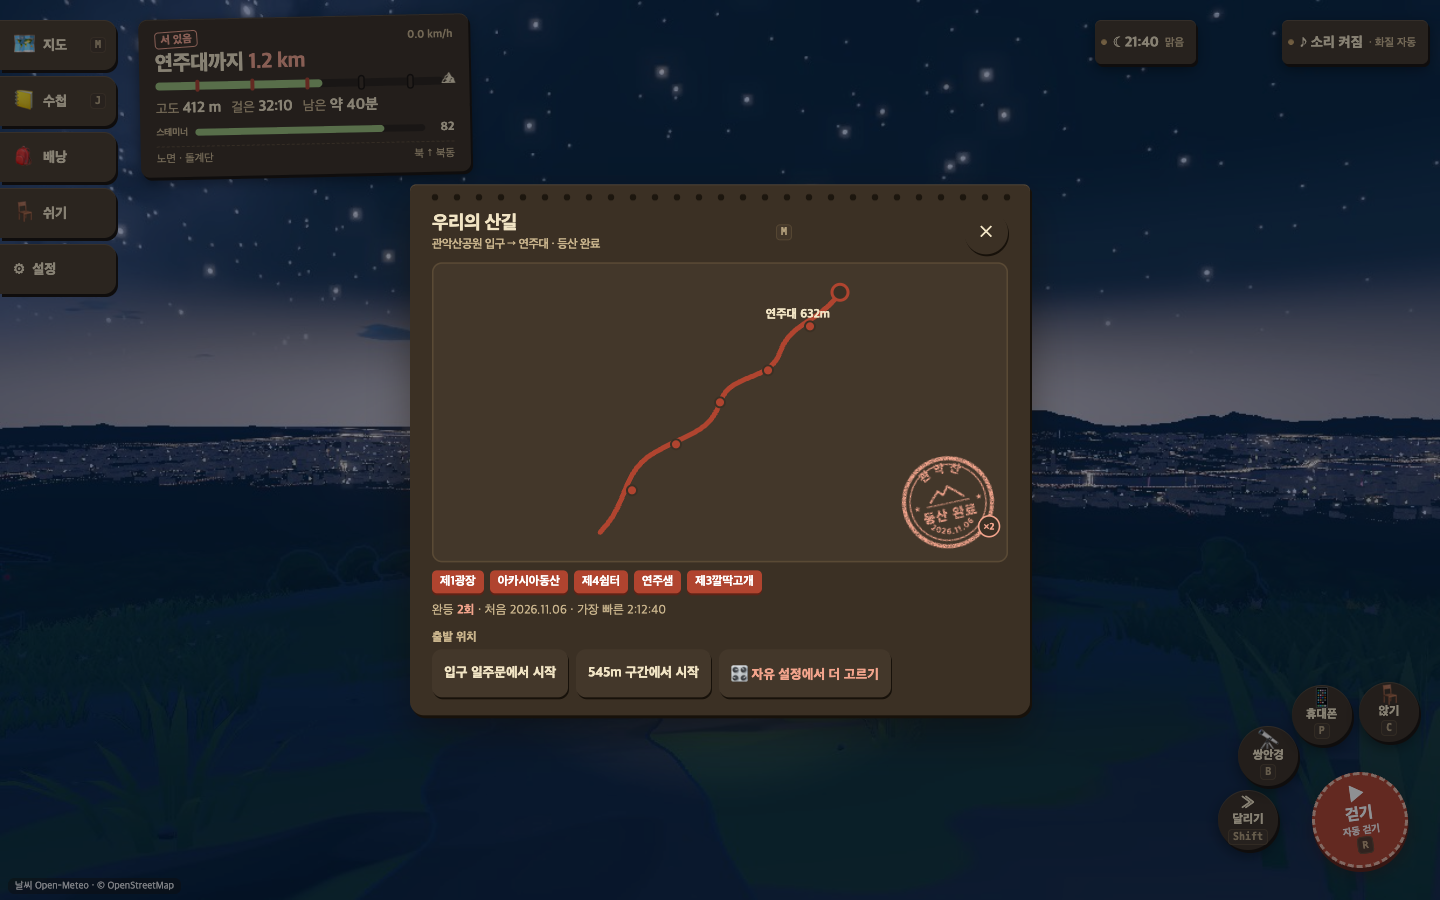 지도 M
수첩 J
배낭
쉬기
설정
서 있음
0.0 km/h
연주대까지 1.2 km
고도 412 m 걸은 32:10 남은 약 40분
스태미너 82
노면 · 돌계단
북 ↑ 북동
☾ 21:40 맑음
♪ 소리 켜짐 · 화질 자동
우리의 산길
관악산공원 입구 → 연주대 · 등산 완료
M
×
연주대 632m
관악산
등산 완료
2026.11.06
×2
제1광장 아카시아동산 제4쉼터 연주샘 제3깔딱고개
완등 2회 · 처음 2026.11.06 · 가장 빠른 2:12:40
출발 위치
입구 일주문에서 시작
545m 구간에서 시작
자유 설정에서 더 고르기
휴대폰
P
앉기
C
쌍안경
B
달리기
Shift
걷기
자동 걷기
R
날씨 Open-Meteo · © OpenStreetMap